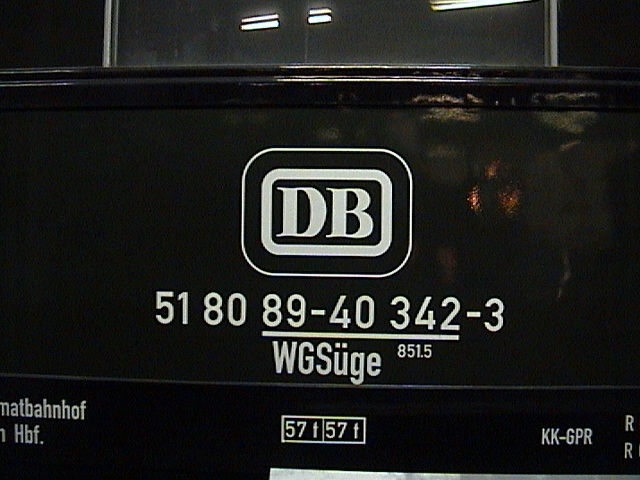 DB
51 80 89-40 342-3
WGSüge 851.5
matbahnhof
Hbf.
57 t 57 t
KK-GPR
R
R